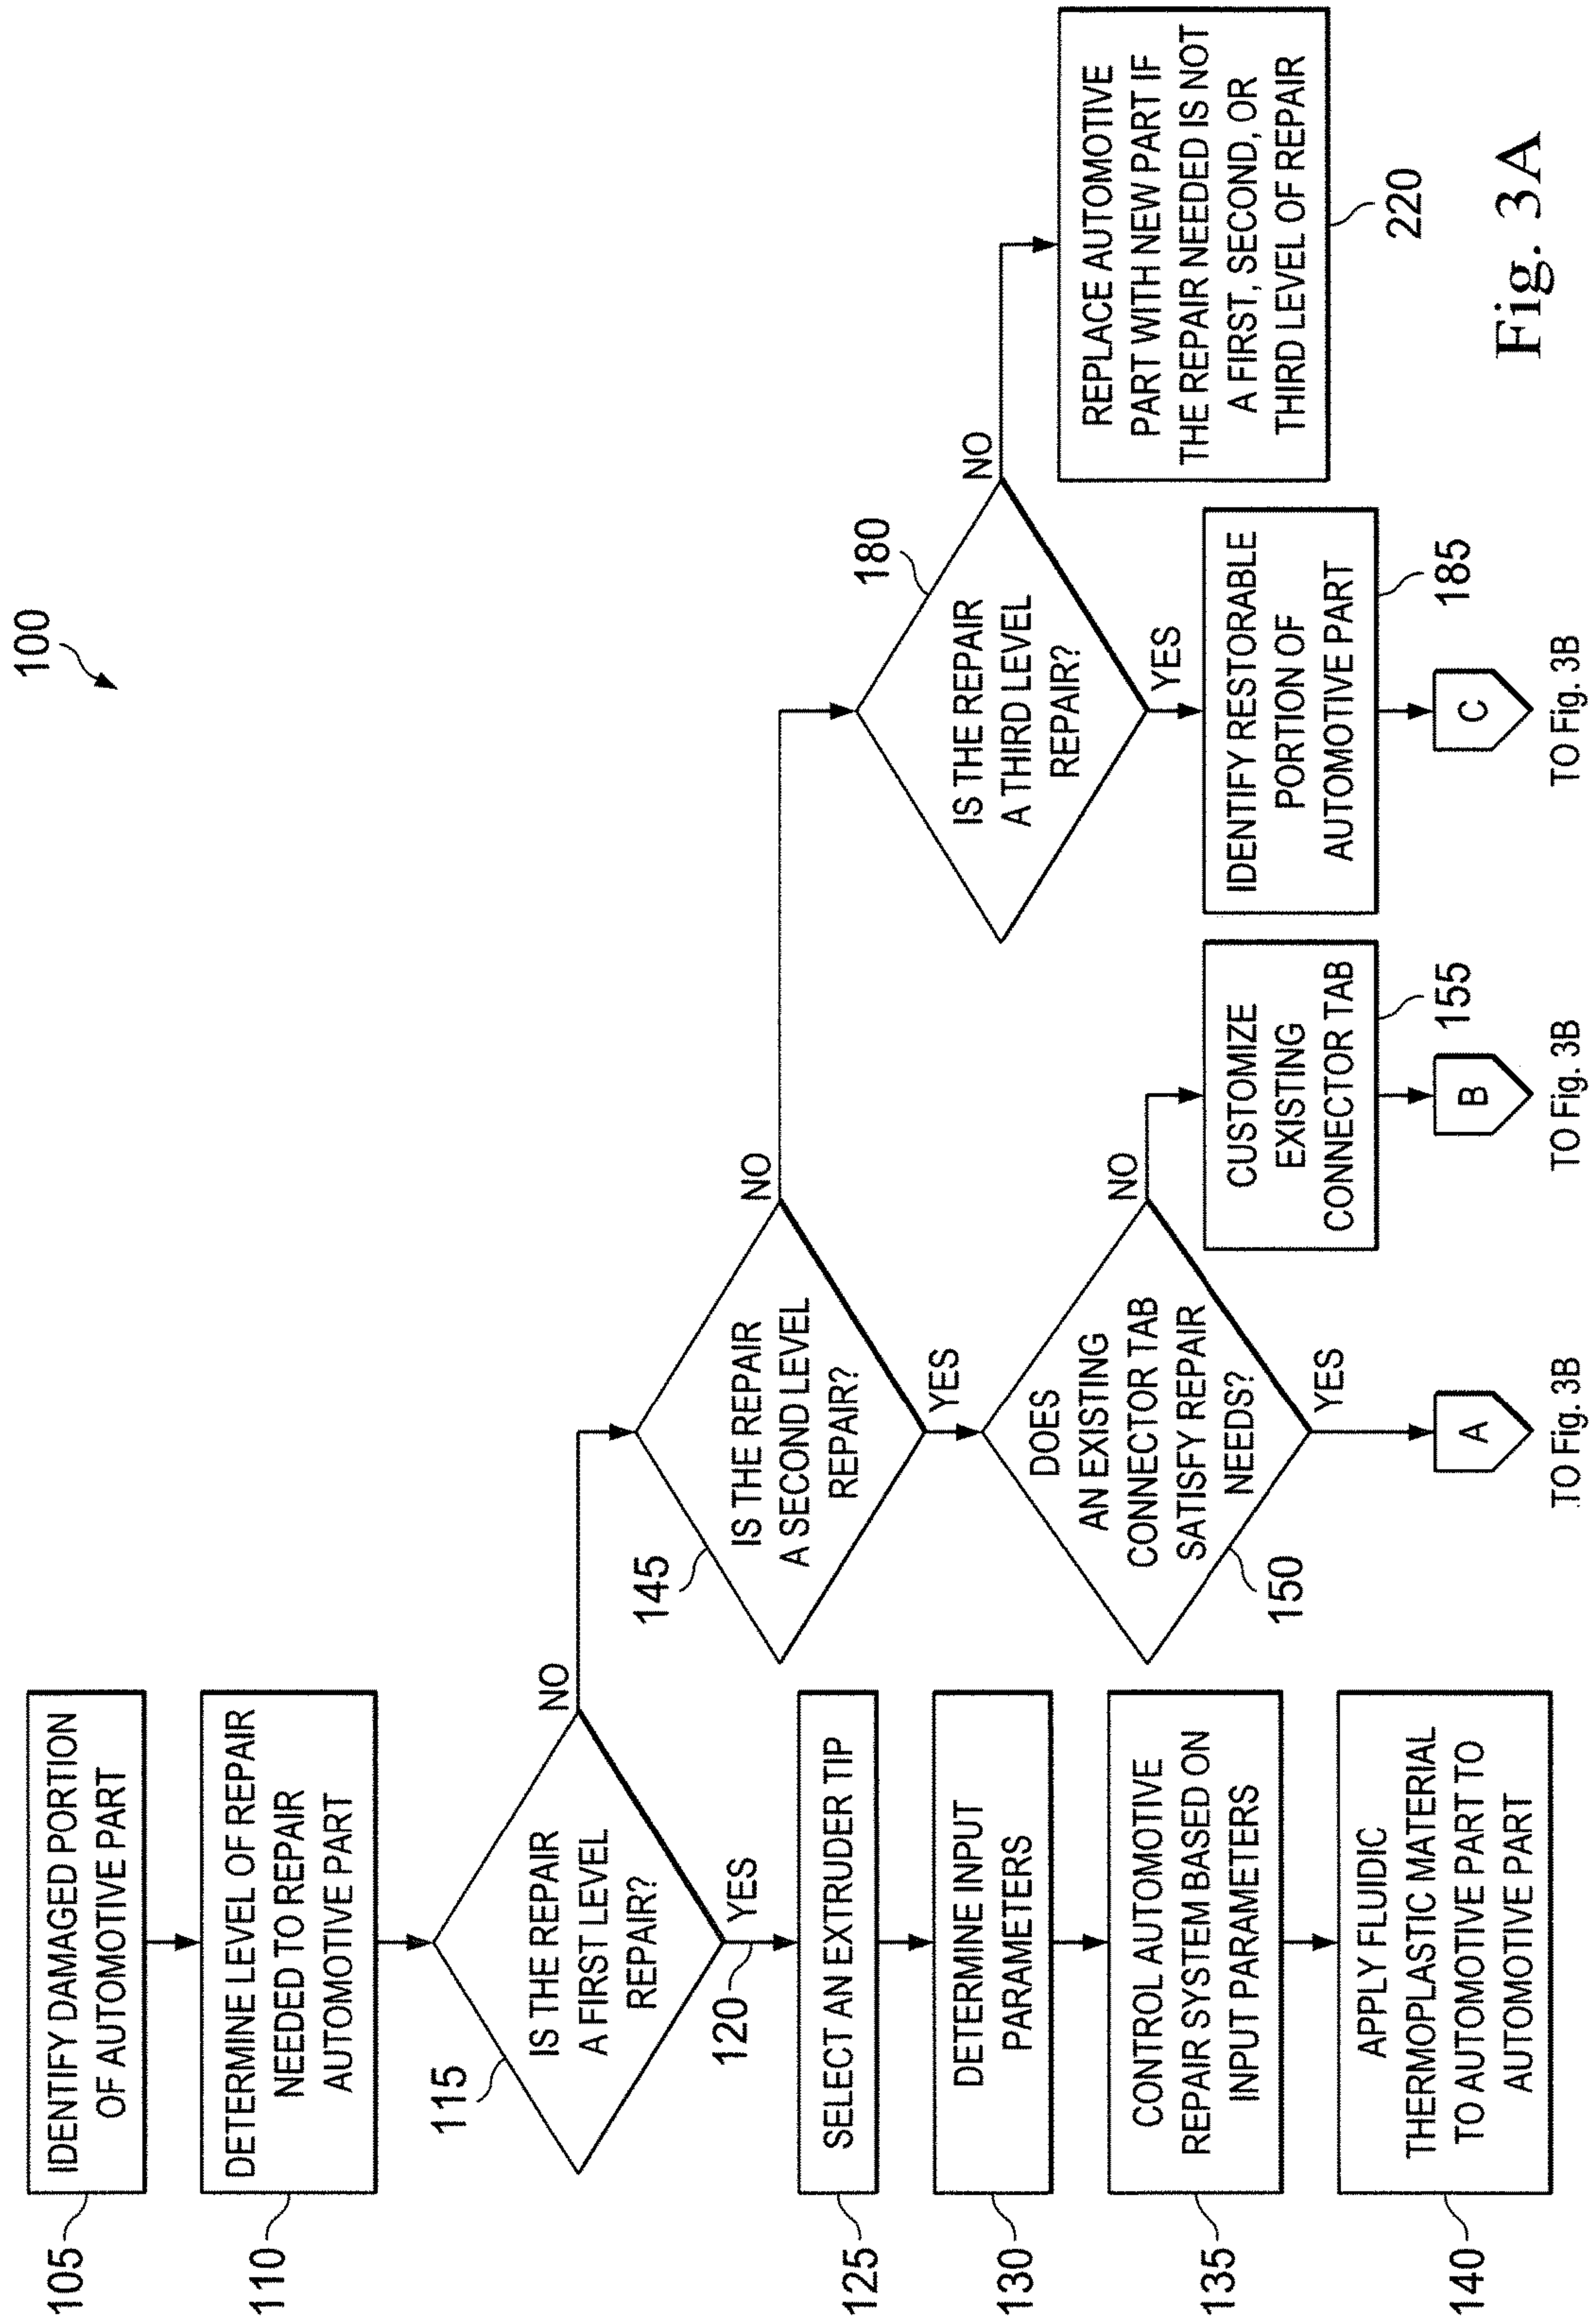 100
105
IDENTIFY DAMAGED PORTION
OF AUTOMOTIVE PART
110
DETERMINE LEVEL OF REPAIR
NEEDED TO REPAIR
AUTOMOTIVE PART
115
IS THE REPAIR
A FIRST LEVEL
REPAIR?
NO
YES
120
125
SELECT AN EXTRUDER TIP
130
DETERMINE INPUT
PARAMETERS
135
CONTROL AUTOMOTIVE
REPAIR SYSTEM BASED ON
INPUT PARAMETERS
140
APPLY FLUIDIC
THERMOPLASTIC MATERIAL
TO AUTOMOTIVE PART TO
AUTOMOTIVE PART
145
IS THE REPAIR
A SECOND LEVEL
REPAIR?
NO
YES
150
DOES
AN EXISTING
CONNECTOR TAB
SATISFY REPAIR
NEEDS?
NO
YES
A
TO Fig. 3B
CUSTOMIZE
EXISTING
CONNECTOR TAB
155
B
TO Fig. 3B
180
IS THE REPAIR
A THIRD LEVEL
REPAIR?
NO
YES
IDENTIFY RESTORABLE
PORTION OF
AUTOMOTIVE PART
185
C
TO Fig. 3B
REPLACE AUTOMOTIVE
PART WITH NEW PART IF
THE REPAIR NEEDED IS NOT
A FIRST, SECOND, OR
THIRD LEVEL OF REPAIR
220
Fig. 3A